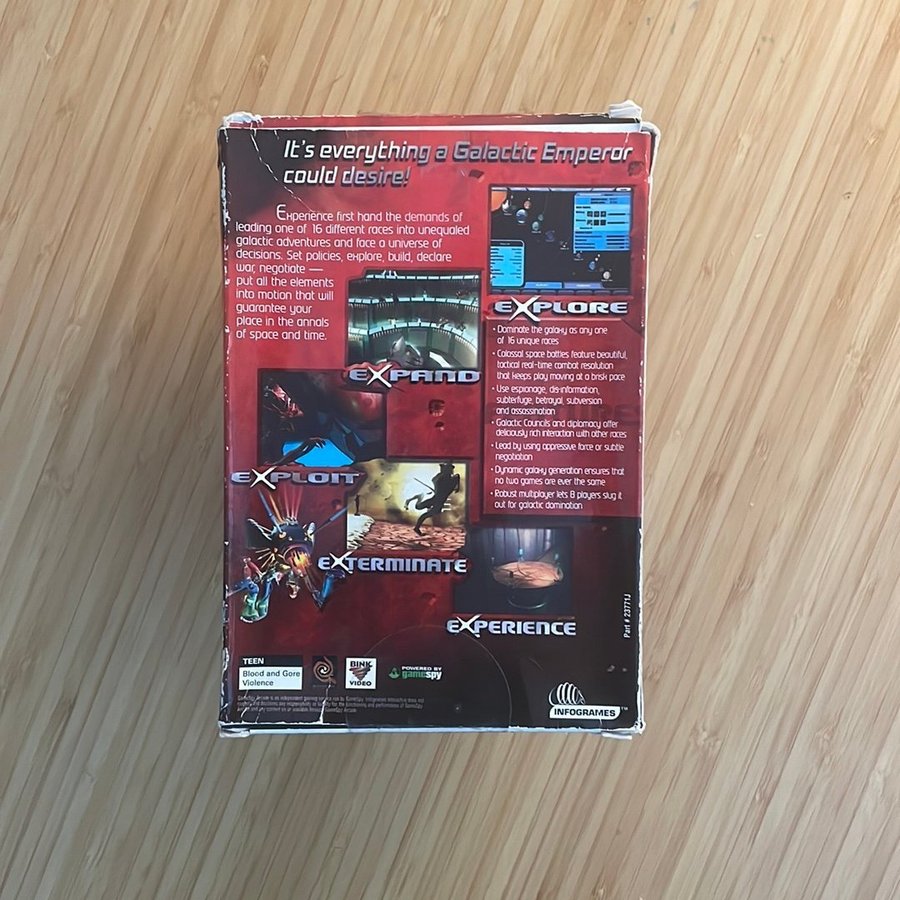 It's everything a Galactic Emperor
could desire!
Experience first hand the demands of
leading one of 16 different races into unequaled
galactic adventures and face a universe of
decisions. Set policies, explore, build, declare
war, negotiate —
put all the elements
into motion that will
guarantee your
place in the annals
of space and time.
EXPAND
EXPLOIT
EXTERMINATE
EXPERIENCE
EXPLORE
• Dominate the galaxy as any one
of 16 unique races
• Colossal space battles feature beautiful,
tactical real-time combat resolution
that keeps play moving at a brisk pace
• Use espionage, dis-information,
subterfuge, betrayal, subversion
and assassination
• Galactic Councils and diplomacy offer
deliciously rich interaction with other races
• Lead by using oppressive force or subtle
negotiation
• Dynamic galaxy generation ensures that
no two games are ever the same
• Robust multiplayer lets 8 players slug it
out for galactic domination
Part # 23771J
TEEN
Blood and Gore
Violence
BINK
VIDEO
POWERED BY
gamespy
INFOGRAMES™